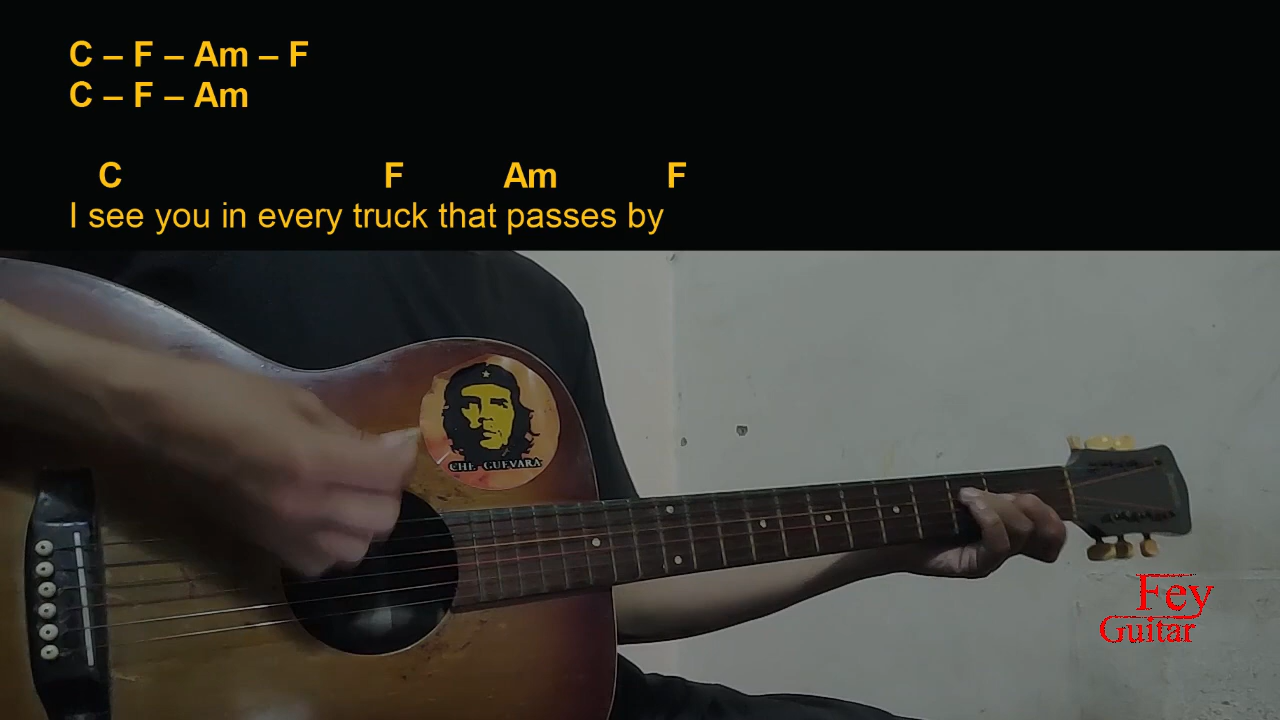 C – F – Am – F
C – F – Am
C F Am F
I see you in every truck that passes by
CHE GUEVARA
Fey
Guitar